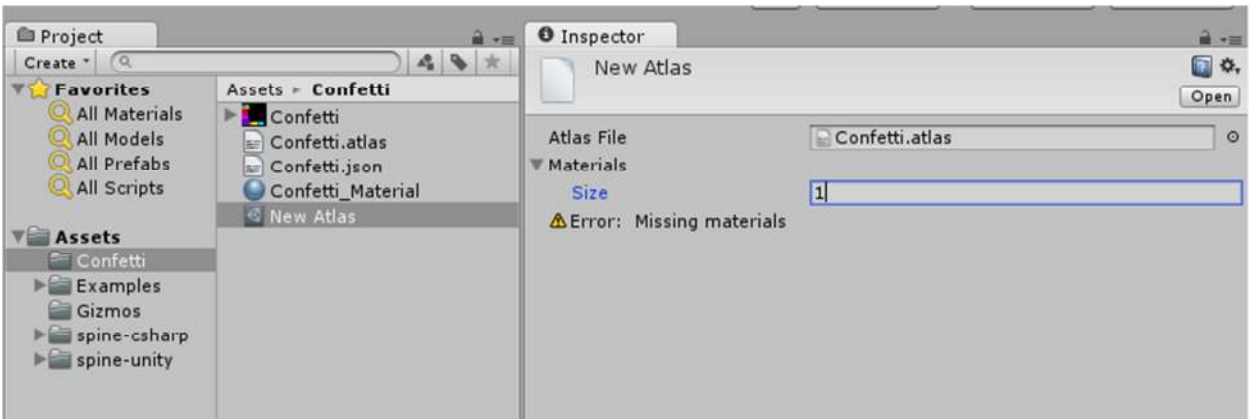 Project
Create
Favorites
All Materials
All Models
All Prefabs
All Scripts
Assets
Confetti
Examples
Gizmos
spine-csharp
spine-unity
Assets ▸ Confetti
Confetti
Confetti.atlas
Confetti.json
Confetti_Material
New Atlas
Inspector
New Atlas
Open
Atlas File Confetti.atlas
Materials
Size 1
Error: Missing materials